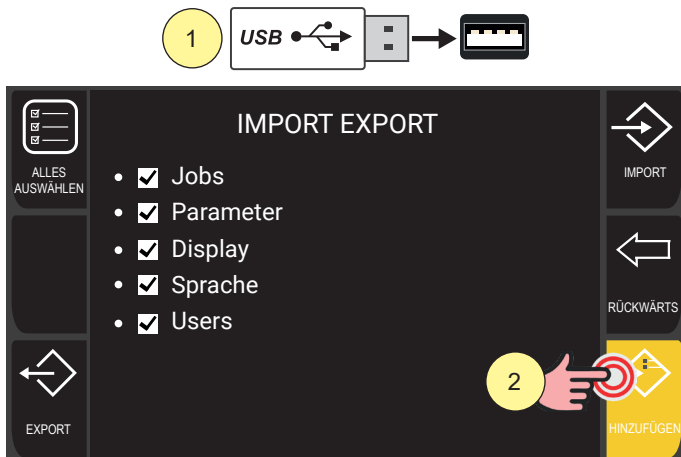 1
USB
IMPORT EXPORT
ALLES
AUSWÄHLEN
Jobs
Parameter
Display
Sprache
Users
IMPORT
RÜCKWÄRTS
EXPORT
2
HINZUFÜGEN